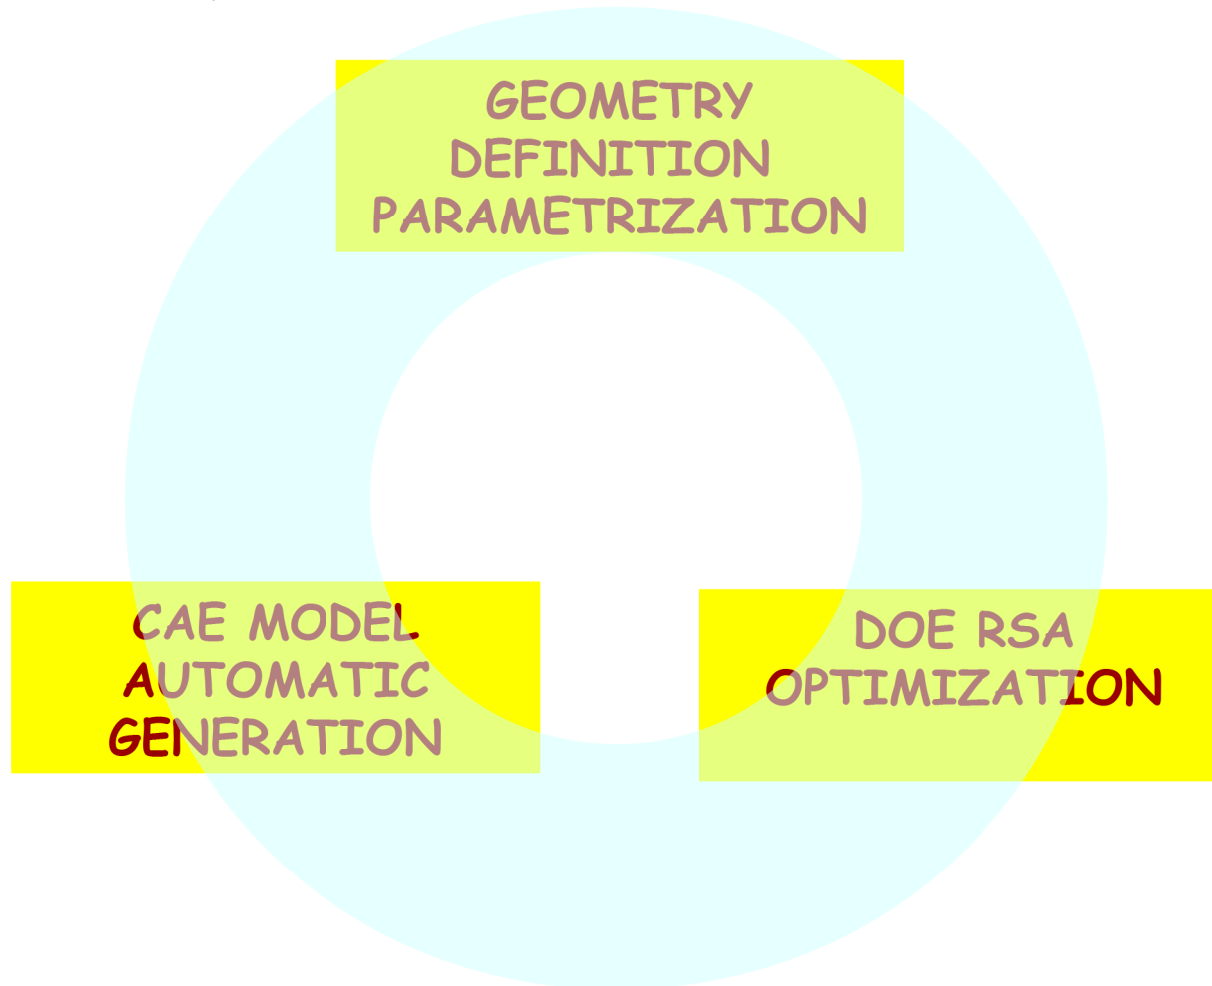 GEOMETRY
DEFINITION
PARAMETRIZATION
CAE MODEL
AUTOMATIC
GENERATION
DOE RSA
OPTIMIZATION